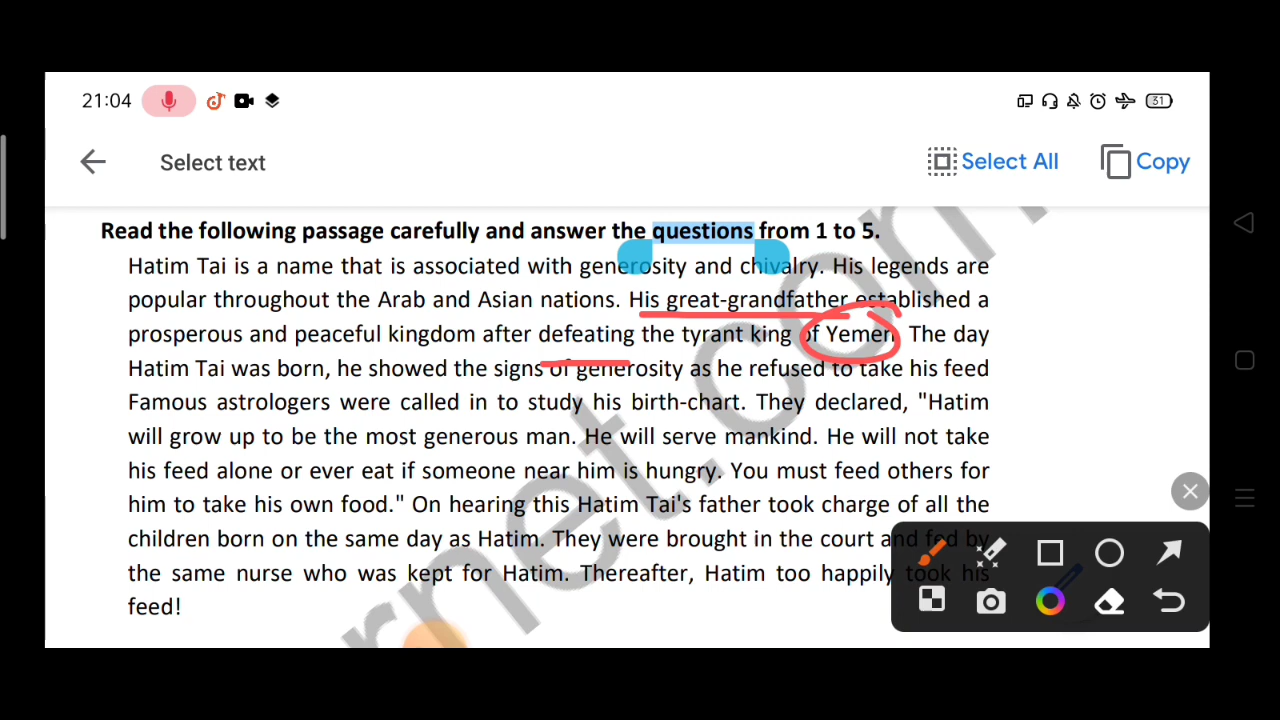 21:04
31
Select text
Select All
Copy
Read the following passage carefully and answer the questions from 1 to 5.
Hatim Tai is a name that is associated with generosity and chivalry. His legends are
popular throughout the Arab and Asian nations. His great-grandfather established a
prosperous and peaceful kingdom after defeating the tyrant king of Yemen. The day
Hatim Tai was born, he showed the signs of generosity as he refused to take his feed
Famous astrologers were called in to study his birth-chart. They declared, "Hatim
will grow up to be the most generous man. He will serve mankind. He will not take
his feed alone or ever eat if someone near him is hungry. You must feed others for
him to take his own food." On hearing this Hatim Tai's father took charge of all the
children born on the same day as Hatim. They were brought in the court and fed by
the same nurse who was kept for Hatim. Thereafter, Hatim too happily took his
feed!
rnet.com